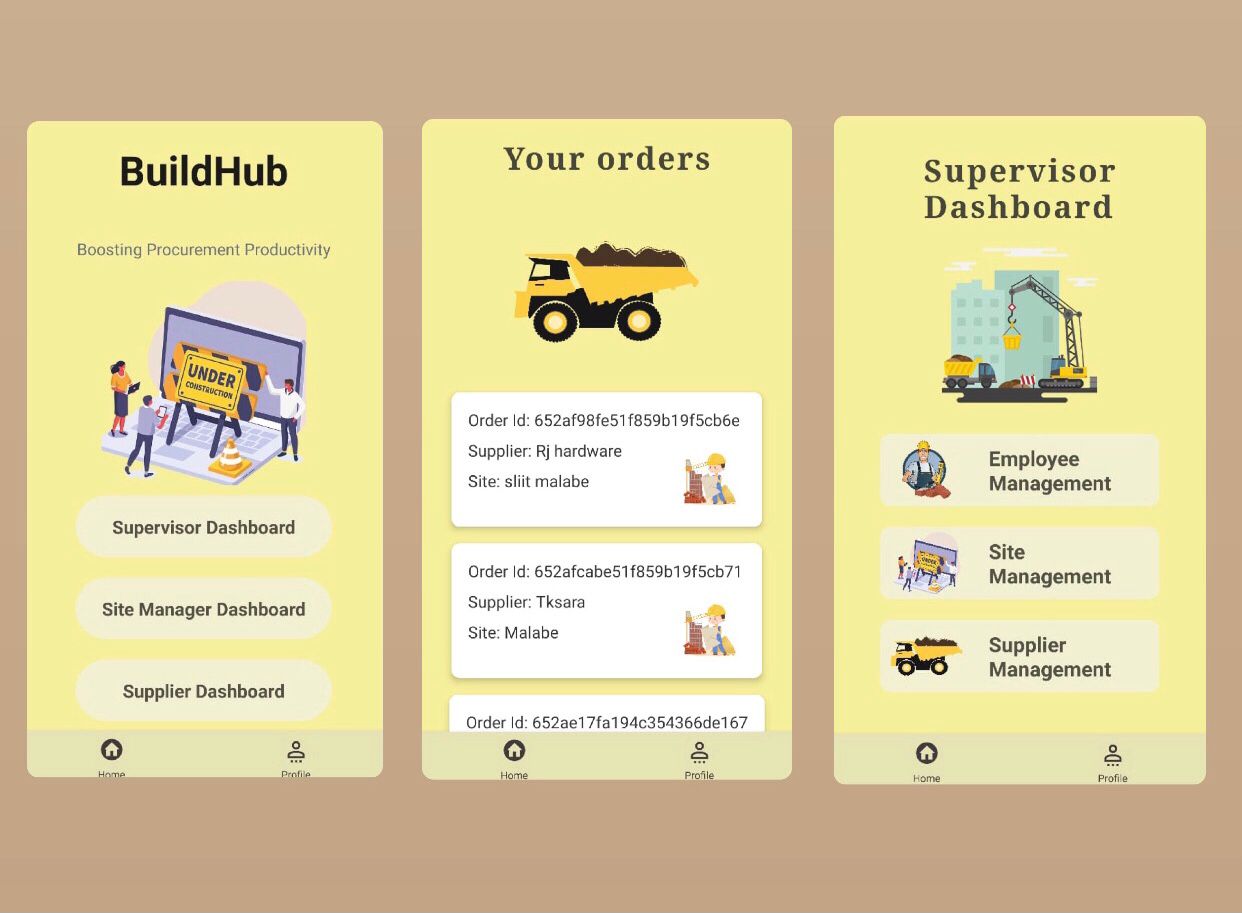 BuildHub
Boosting Procurement Productivity
UNDER
CONSTRUCTION
Supervisor Dashboard
Site Manager Dashboard
Supplier Dashboard
Home
Profile
Your orders
Order Id: 652af98fe51f859b19f5cb6e
Supplier: Rj hardware
Site: sliit malabe
Order Id: 652afcabe51f859b19f5cb71
Supplier: Tksara
Site: Malabe
Order Id: 652ae17fa194c354366de167
Home
Profile
Supervisor
Dashboard
Employee
Management
UNDER
Site
Management
Supplier
Management
Home
Profile